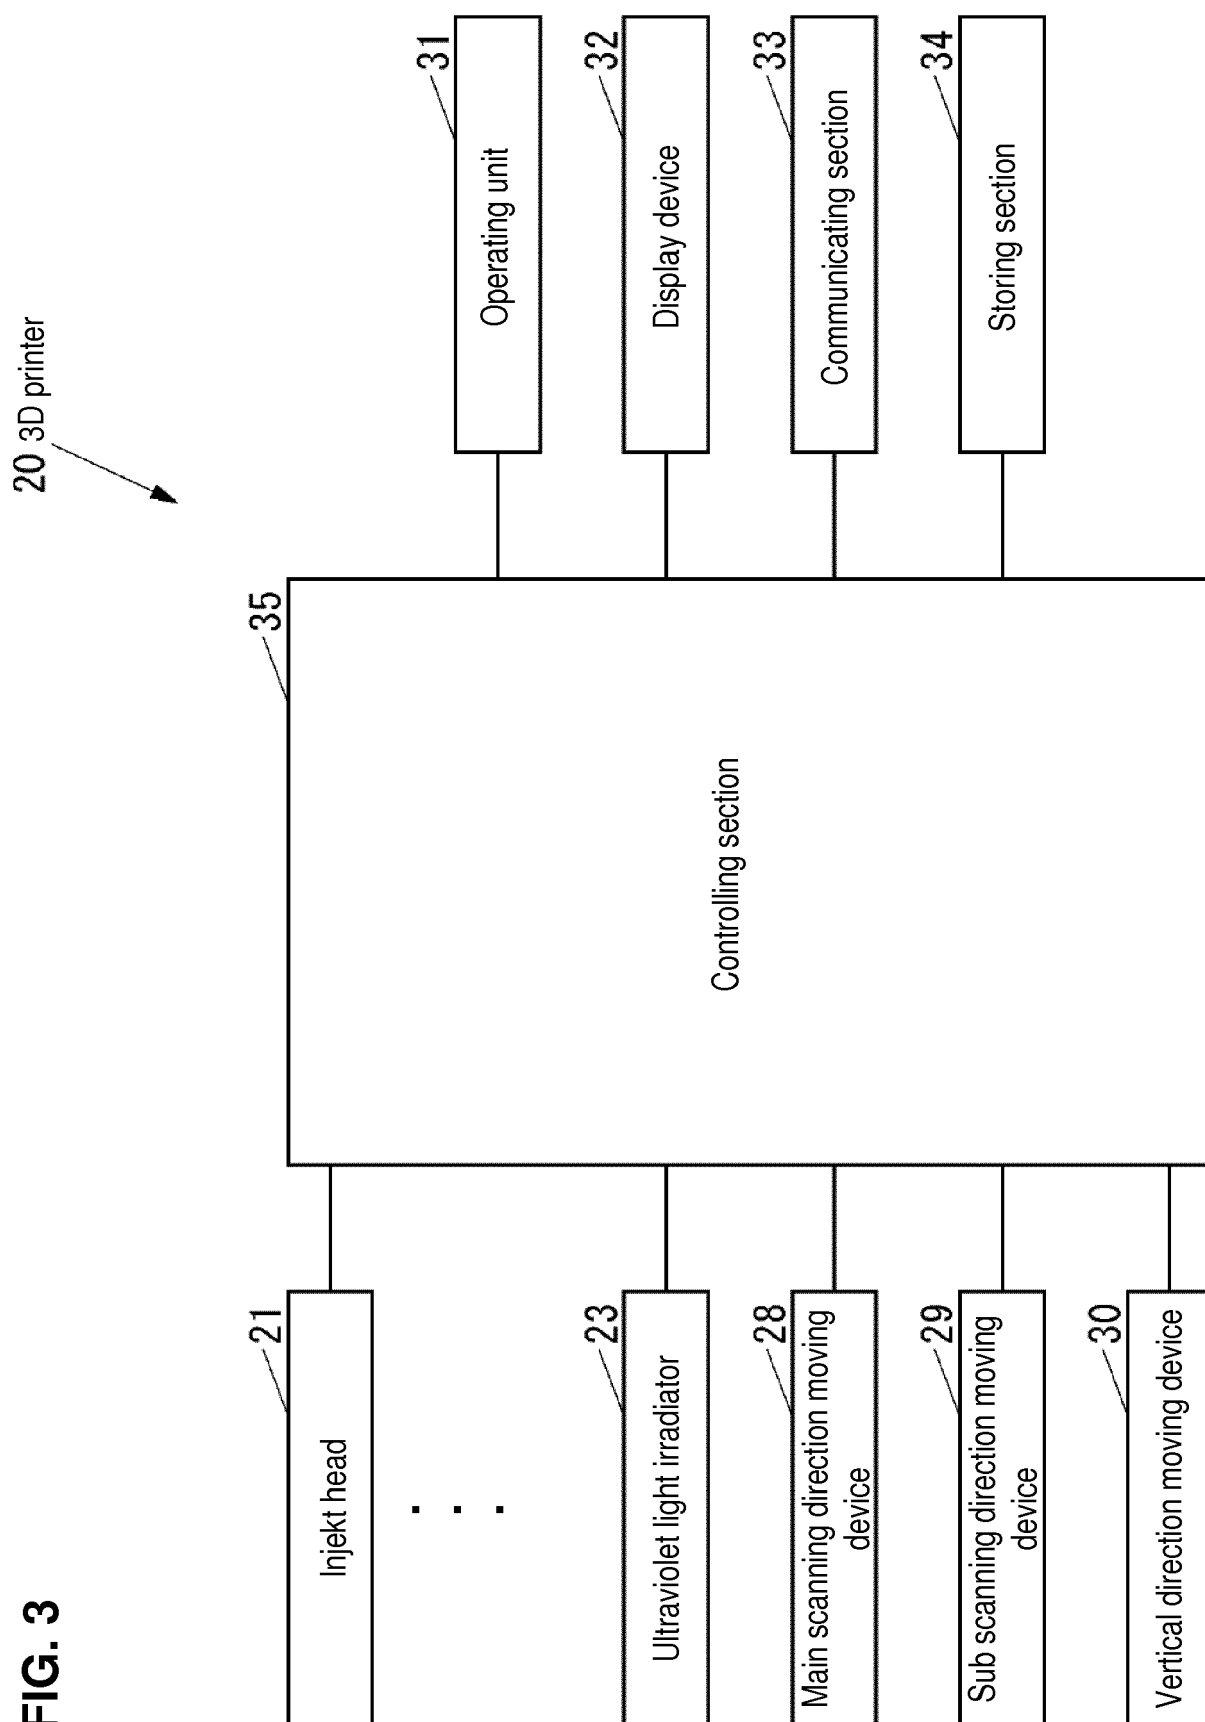 FIG. 3
20 3D printer
35
Controlling section
21
Injekt head
23
Ultraviolet light irradiator
28
Main scanning direction moving
device
29
Sub scanning direction moving
device
30
Vertical direction moving device
31
Operating unit
32
Display device
33
Communicating section
34
Storing section